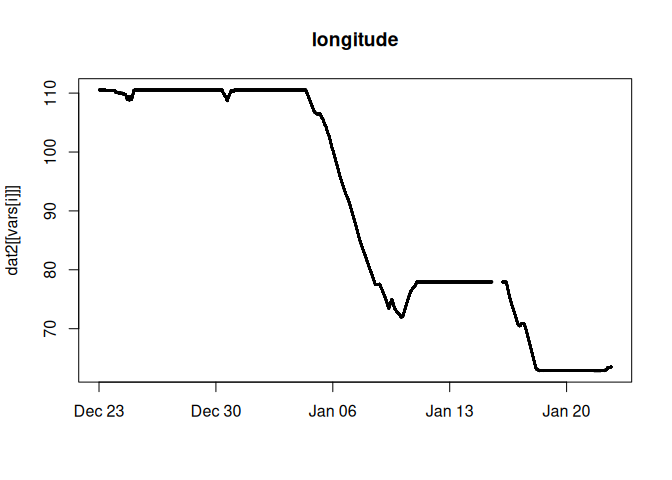 longitude
dat2[[vars[i]]]
110
100
90
80
70
Dec 23
Dec 30
Jan 06
Jan 13
Jan 20